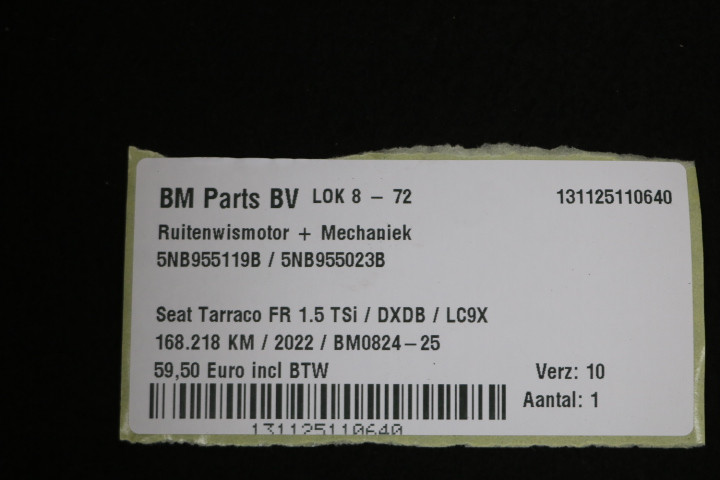 BM Parts BV LOK 8 - 72 131125110640
Ruitenwismotor + Mechaniek
5NB955119B / 5NB955023B
Seat Tarraco FR 1.5 TSi / DXDB / LC9X
168.218 KM / 2022 / BM0824-25
59,50 Euro incl BTW Verz: 10
Aantal: 1
131125110640